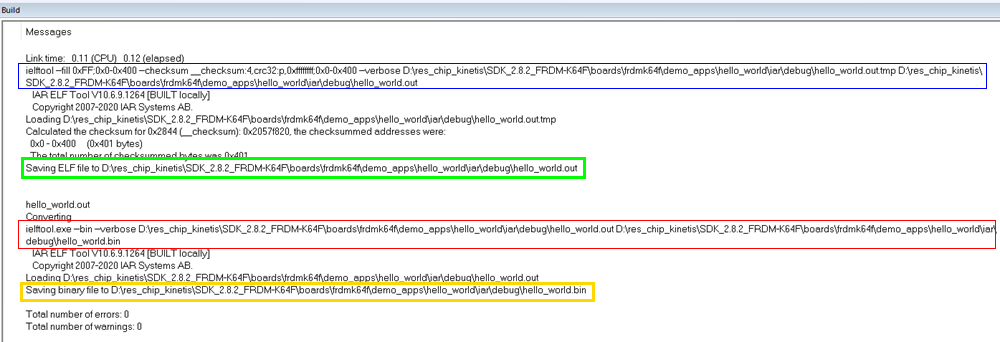 Build
Messages
Link time:   0.11 (CPU)   0.12 (elapsed)
ielftool --fill 0xFF;0x0-0x400 --checksum __checksum:4,crc32:p,0xffffffff;0x0-0x400 --verbose D:\res_chip_kinetis\SDK_2.8.2_FRDM-K64F\boards\frdmk64f\demo_apps\hello_world\iar\debug\hello_world.out.tmp D:\res_chip_kinetis\
SDK_2.8.2_FRDM-K64F\boards\frdmk64f\demo_apps\hello_world\iar\debug\hello_world.out
IAR ELF Tool V10.6.9.1264 [BUILT locally]
Copyright 2007-2020 IAR Systems AB.
Loading D:\res_chip_kinetis\SDK_2.8.2_FRDM-K64F\boards\frdmk64f\demo_apps\hello_world\iar\debug\hello_world.out.tmp
Calculated the checksum for 0x2844 (__checksum): 0x2057f820, the checksummed addresses were:
0x0 - 0x400     (0x401 bytes)
The total number of checksummed bytes was 0x401
Saving ELF file to D:\res_chip_kinetis\SDK_2.8.2_FRDM-K64F\boards\frdmk64f\demo_apps\hello_world\iar\debug\hello_world.out
hello_world.out
Converting
ielftool.exe --bin --verbose D:\res_chip_kinetis\SDK_2.8.2_FRDM-K64F\boards\frdmk64f\demo_apps\hello_world\iar\debug\hello_world.out D:\res_chip_kinetis\SDK_2.8.2_FRDM-K64F\boards\frdmk64f\demo_apps\hello_world\iar\
debug\hello_world.bin
IAR ELF Tool V10.6.9.1264 [BUILT locally]
Copyright 2007-2020 IAR Systems AB.
Loading D:\res_chip_kinetis\SDK_2.8.2_FRDM-K64F\boards\frdmk64f\demo_apps\hello_world\iar\debug\hello_world.out
Saving binary file to D:\res_chip_kinetis\SDK_2.8.2_FRDM-K64F\boards\frdmk64f\demo_apps\hello_world\iar\debug\hello_world.bin
Total number of errors: 0
Total number of warnings: 0